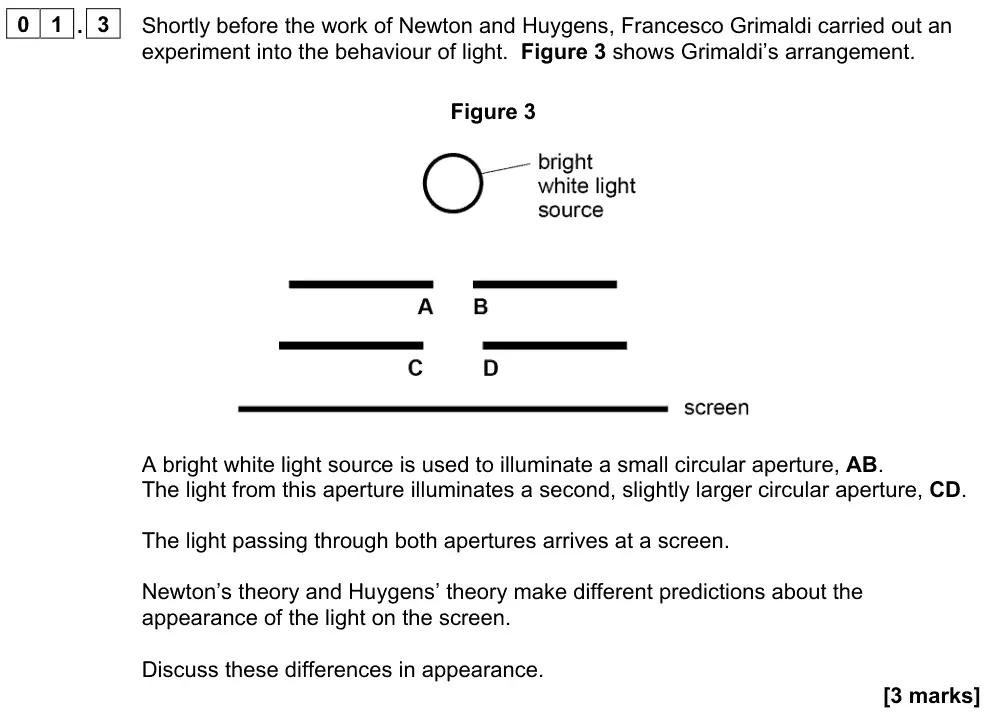 0 1 . 3 Shortly before the work of Newton and Huygens, Francesco Grimaldi carried out an
experiment into the behaviour of light. Figure 3 shows Grimaldi's arrangement.
Figure 3
bright
white light
source
A B
C D
screen
A bright white light source is used to illuminate a small circular aperture, AB.
The light from this aperture illuminates a second, slightly larger circular aperture, CD.
The light passing through both apertures arrives at a screen.
Newton's theory and Huygens' theory make different predictions about the
appearance of the light on the screen.
Discuss these differences in appearance.
[3 marks]